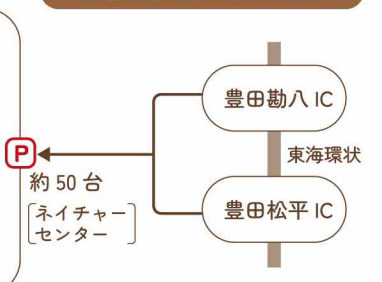 豊田勘八 IC
東海環状
P
約 50 台
[ネイチャー
センター]
豊田松平 IC